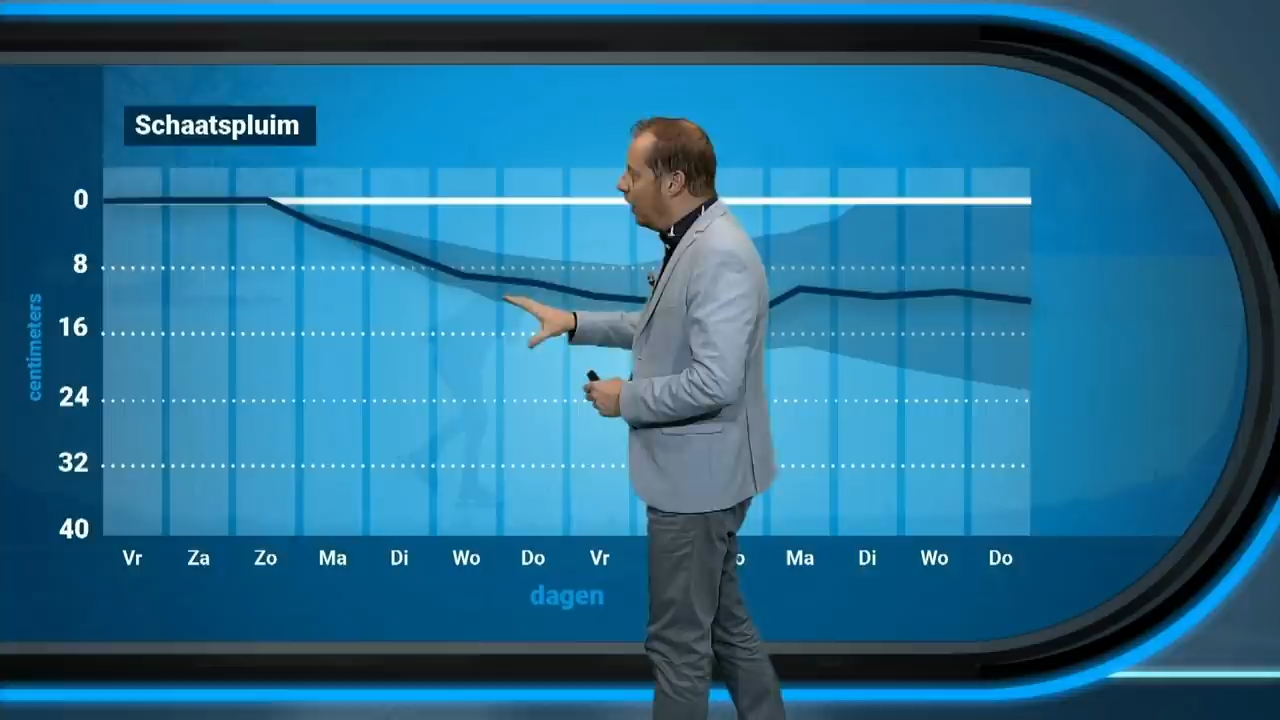 Schaatspluim
0
8
16
24
32
40
centimeters
Vr Za Zo Ma Di Wo Do Vr Ma Di Wo Do
dagen